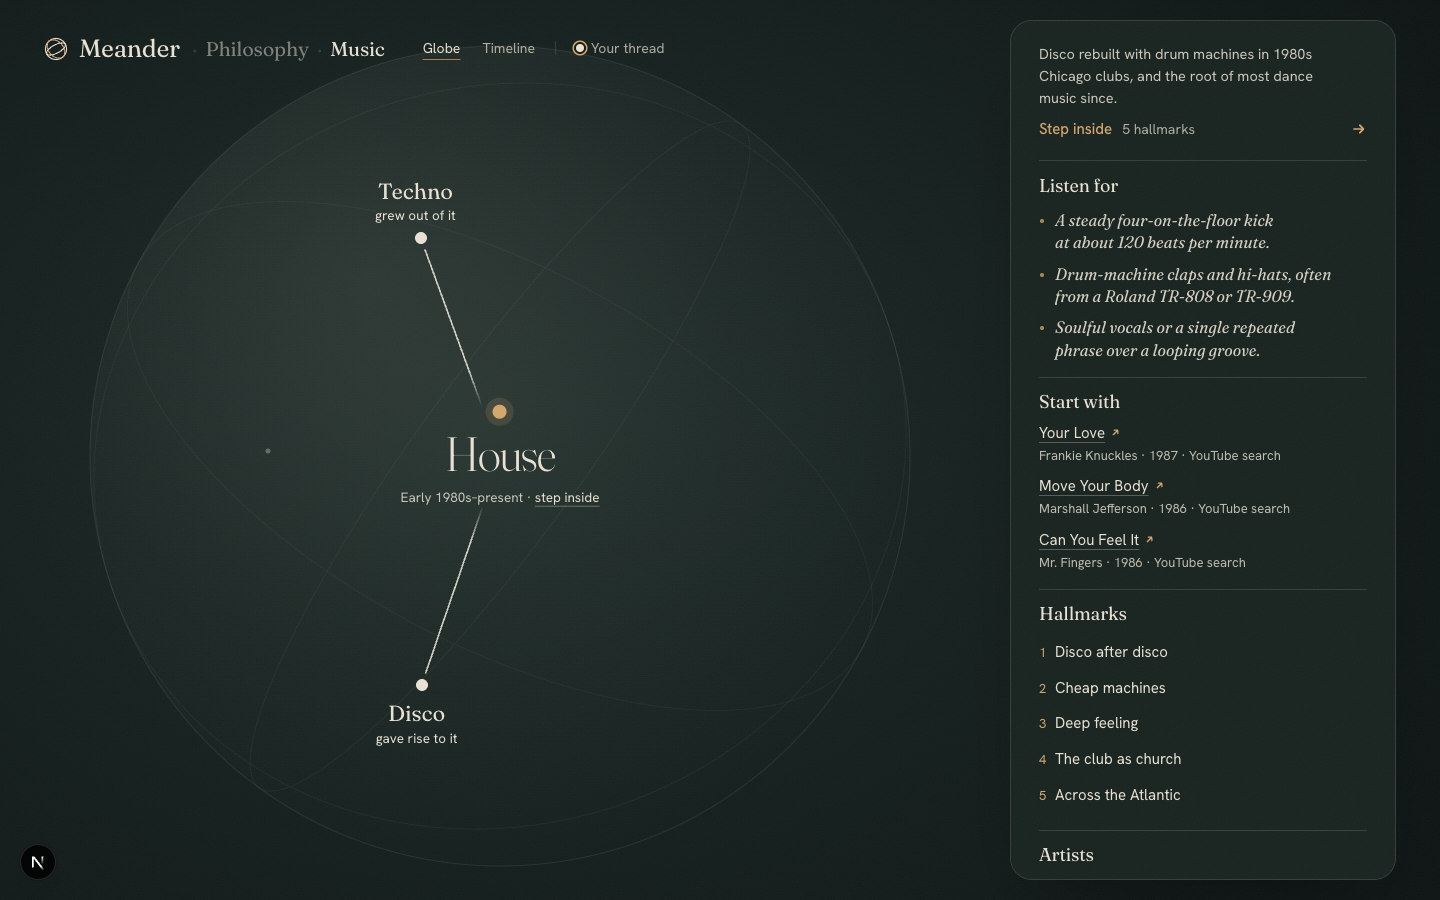 Meander · Philosophy · Music Globe Timeline Your thread
Techno
grew out of it
House
Early 1980s–present · step inside
Disco
gave rise to it
N
Disco rebuilt with drum machines in 1980s
Chicago clubs, and the root of most dance
music since.
Step inside 5 hallmarks →
Listen for
• A steady four-on-the-floor kick
at about 120 beats per minute.
• Drum-machine claps and hi-hats, often
from a Roland TR-808 or TR-909.
• Soulful vocals or a single repeated
phrase over a looping groove.
Start with
Your Love ↗
Frankie Knuckles · 1987 · YouTube search
Move Your Body ↗
Marshall Jefferson · 1986 · YouTube search
Can You Feel It ↗
Mr. Fingers · 1986 · YouTube search
Hallmarks
1 Disco after disco
2 Cheap machines
3 Deep feeling
4 The club as church
5 Across the Atlantic
Artists